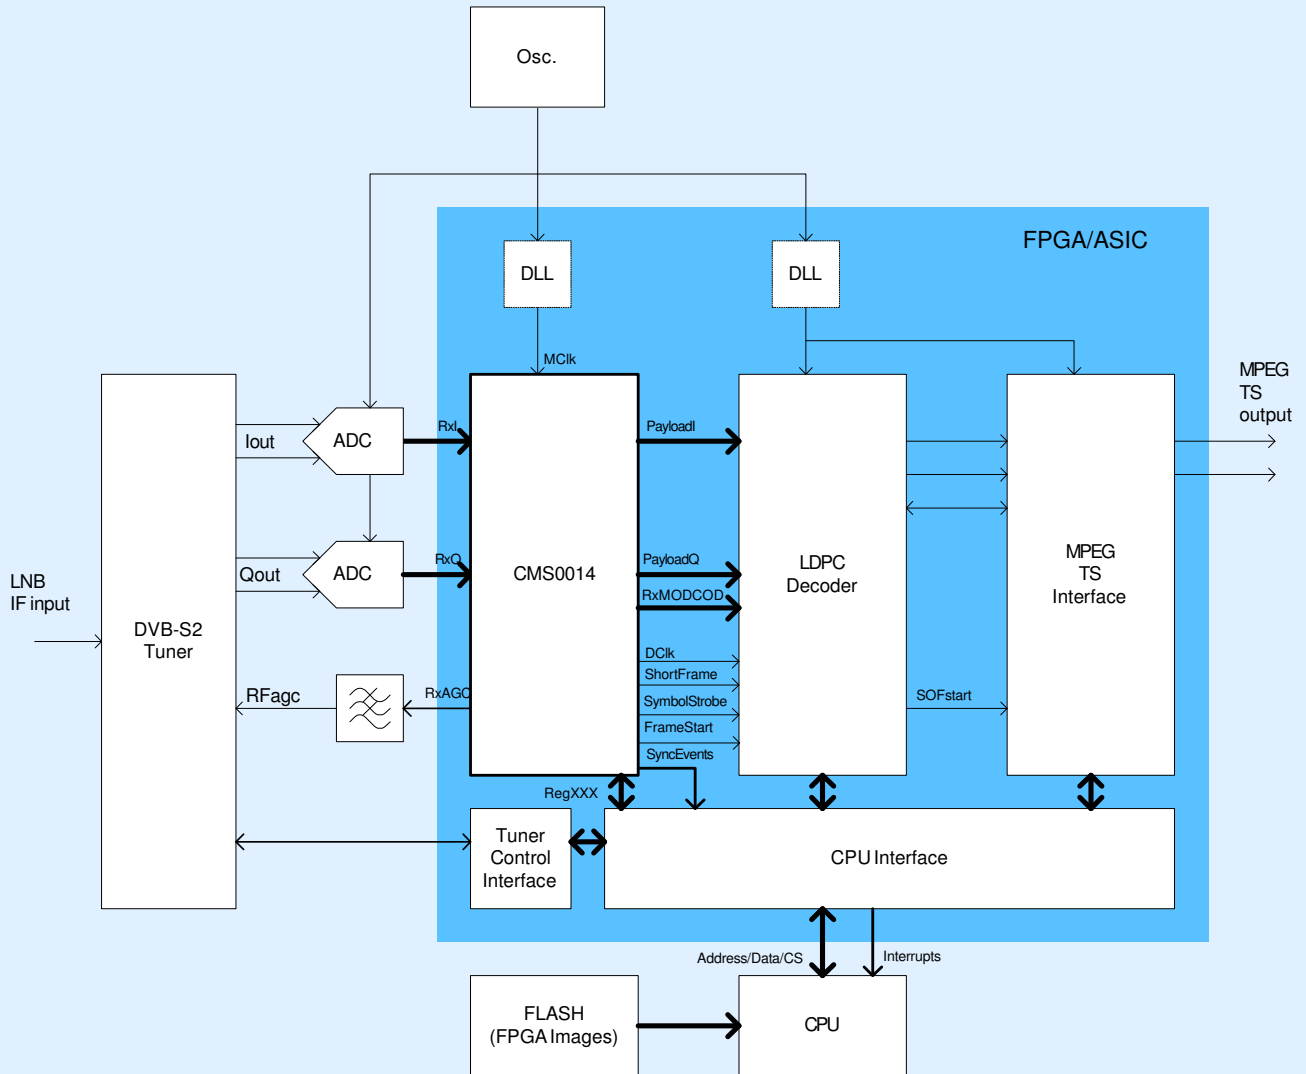 Osc.
FPGA/ASIC
DLL
DLL
MClk
MPEG
TS
output
RxI
PayloadI
Iout
ADC
RxQ
PayloadQ
Qout
ADC
CMS0014
LDPC
Decoder
MPEG
TS
Interface
RxMODCOD
LNB
IF input
DVB-S2
Tuner
DClk
ShortFrame
RFagc
RxAGC
SymbolStrobe
SOFstart
FrameStart
SyncEvents
RegXXX
Tuner
Control
Interface
CPU Interface
Address/Data/CS
Interrupts
FLASH
(FPGA Images)
CPU